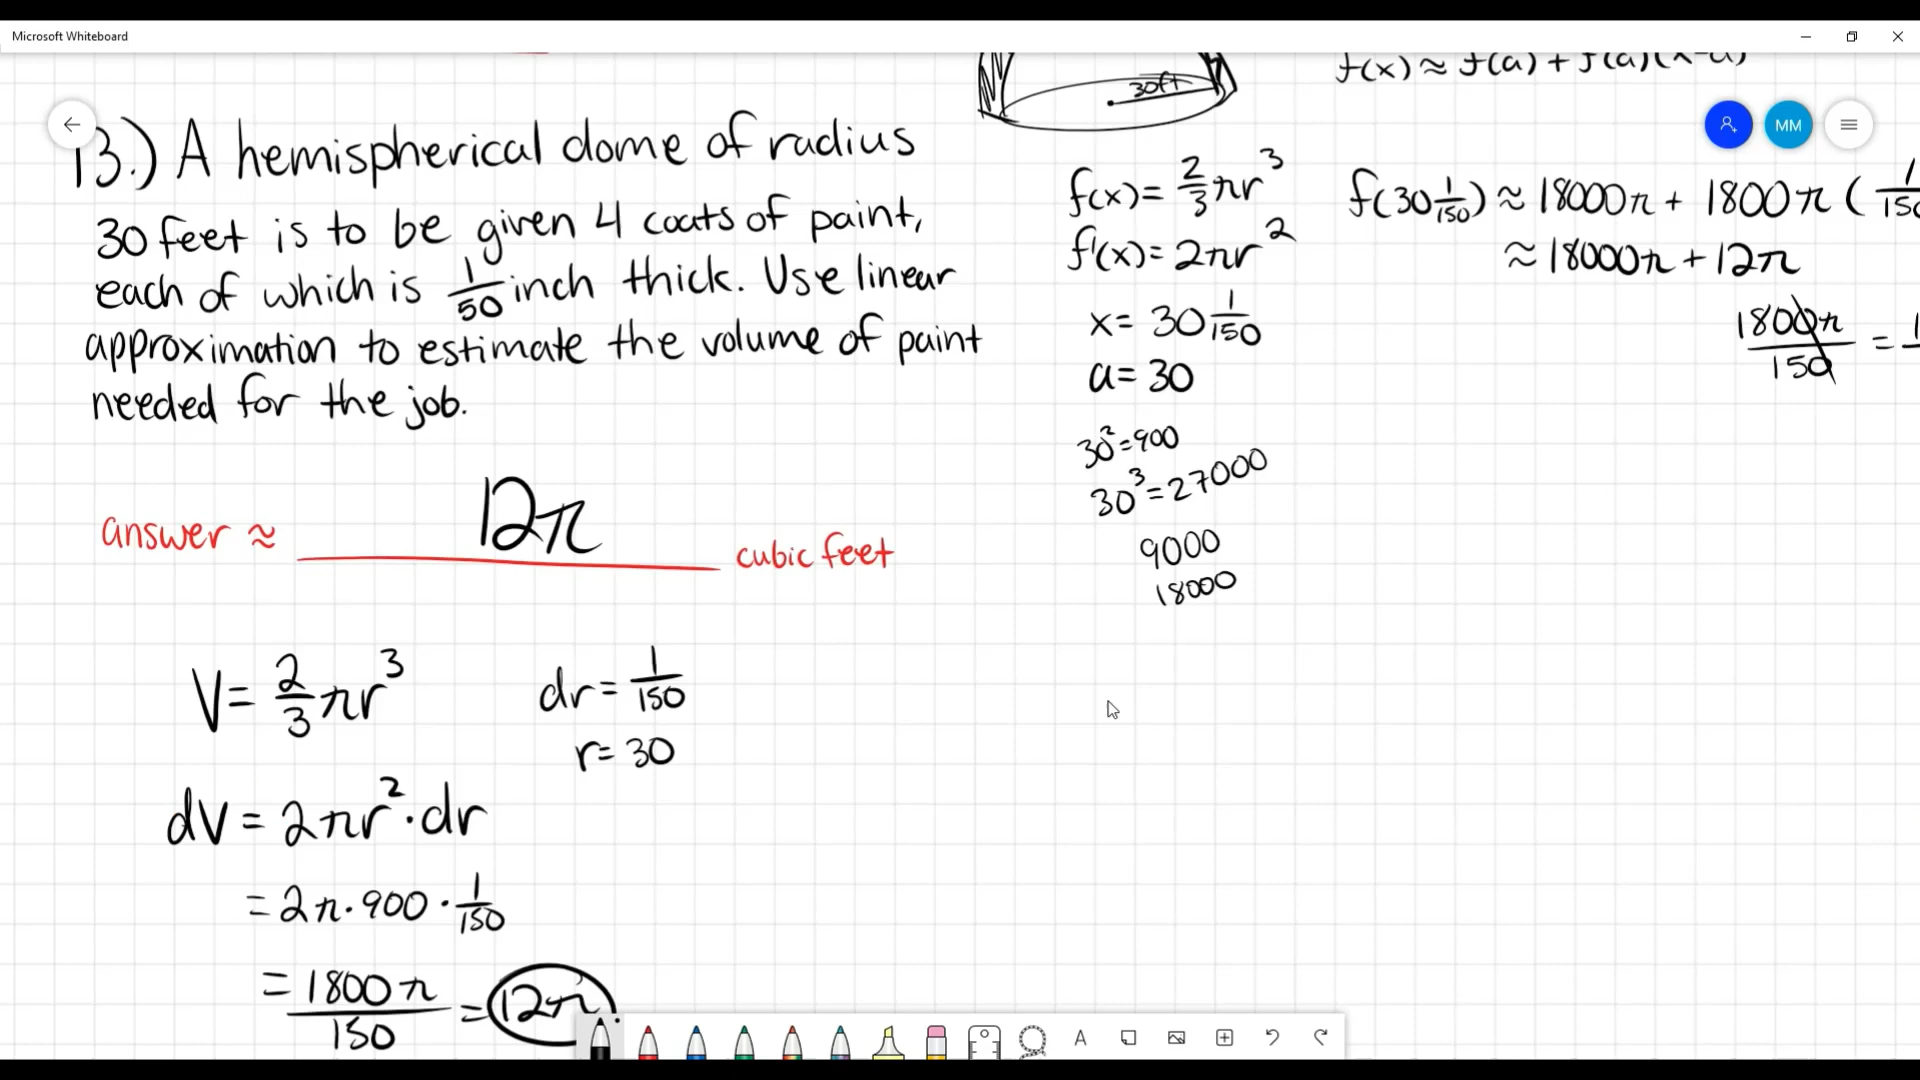 Microsoft Whiteboard
30ft
f(x) ≈ f(a) + f'(a)(x-a)
MM
13.) A hemispherical dome of radius
30 feet is to be given 4 coats of paint,
each of which is 1/50 inch thick. Use linear
approximation to estimate the volume of paint
needed for the job.
answer ≈ 12π cubic feet
V = 2/3 πr³
dr = 1/150
r = 30
dV = 2πr² · dr
= 2π · 900 · 1/150
= 1800π/150 = 12π
f(x) = 2/3 πr³
f'(x) = 2πr²
x = 30 1/150
a = 30
30² = 900
30³ = 27000
9000
18000
f(30 1/150) ≈ 18000π + 1800π (1/150
≈ 18000π + 12π
1800π/150 = 1
A